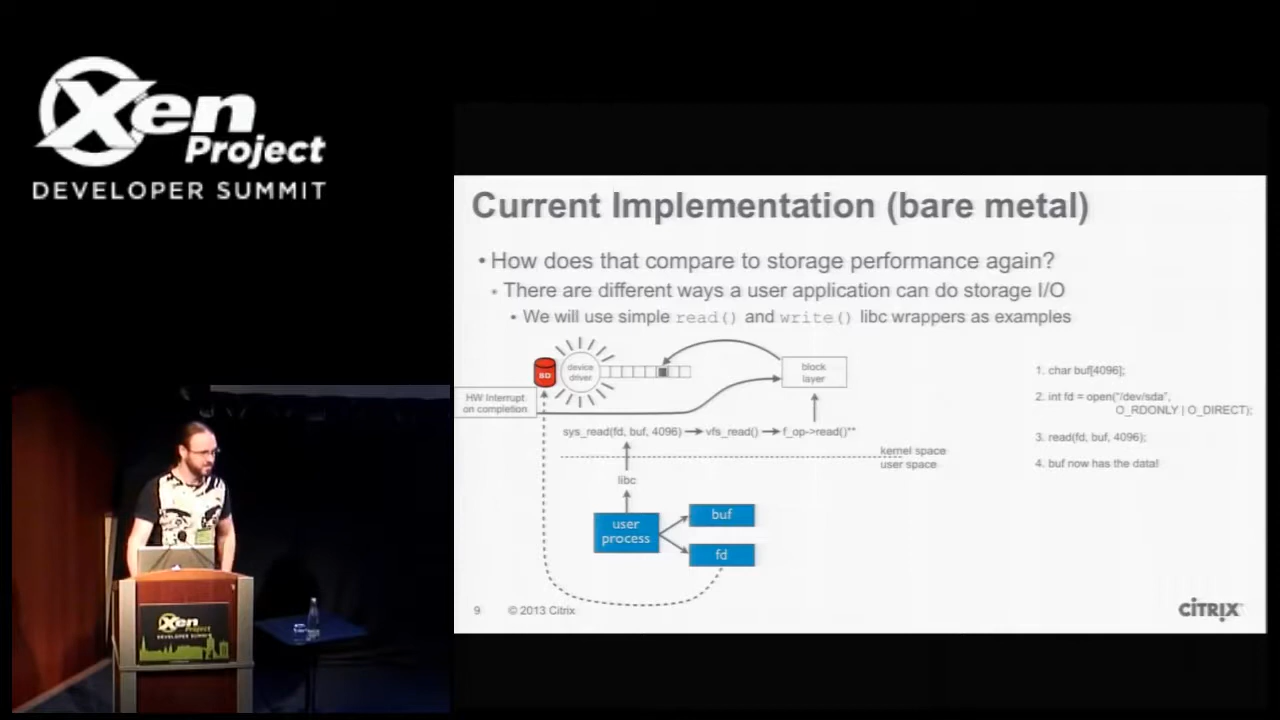 Xen
Project
DEVELOPER SUMMIT
Current Implementation (bare metal)
• How does that compare to storage performance again?
• There are different ways a user application can do storage I/O
• We will use simple read() and write() libc wrappers as examples
BD
device
driver
block
layer
HW Interrupt
on completion
sys_read(fd, buf, 4096)
vfs_read()
f_op->read()**
kernel space
user space
libc
user
process
buf
fd
1. char buf[4096];
2. int fd = open("/dev/sda",
O_RDONLY | O_DIRECT);
3. read(fd, buf, 4096);
4. buf now has the data!
9
© 2013 Citrix
CITRIX
Xen
Project
DEVELOPER SUMMIT